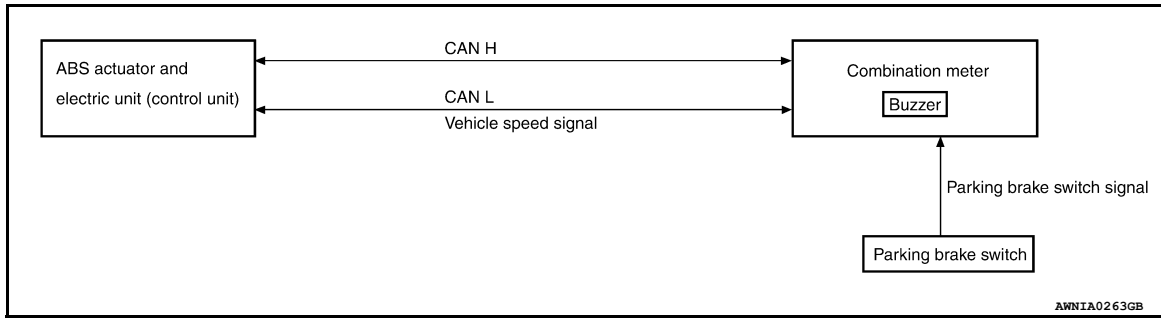 CAN H
ABS actuator and
electric unit (control unit)
CAN L
Vehicle speed signal
Combination meter
Buzzer
Parking brake switch signal
Parking brake switch
AWNIA0263GB